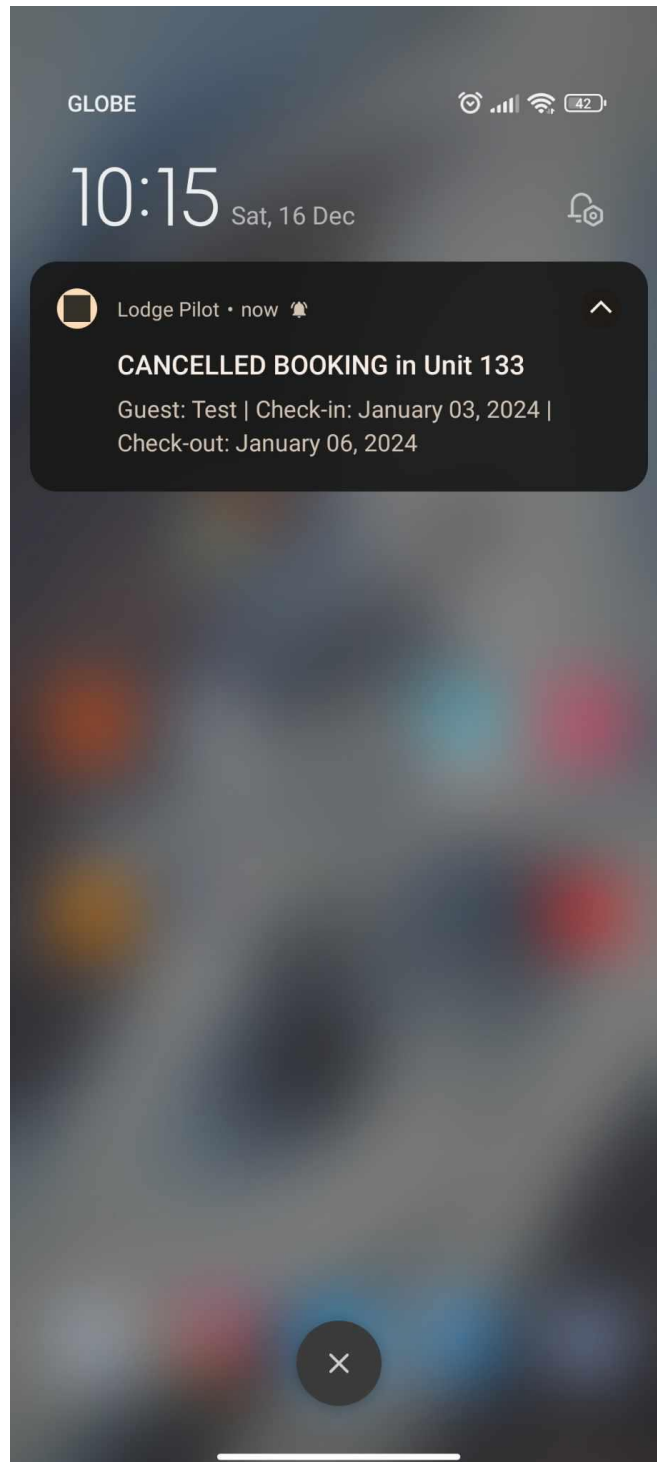 GLOBE 42
10:15 Sat, 16 Dec
Lodge Pilot • now
CANCELLED BOOKING in Unit 133
Guest: Test | Check-in: January 03, 2024 |
Check-out: January 06, 2024